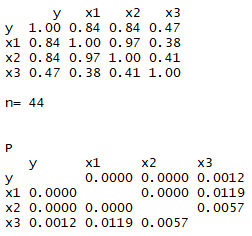 y x1 x2 x3
y 1.00 0.84 0.84 0.47
x1 0.84 1.00 0.97 0.38
x2 0.84 0.97 1.00 0.41
x3 0.47 0.38 0.41 1.00
n= 44
P
y x1 x2 x3
y 0.0000 0.0000 0.0012
x1 0.0000 0.0000 0.0119
x2 0.0000 0.0000 0.0057
x3 0.0012 0.0119 0.0057